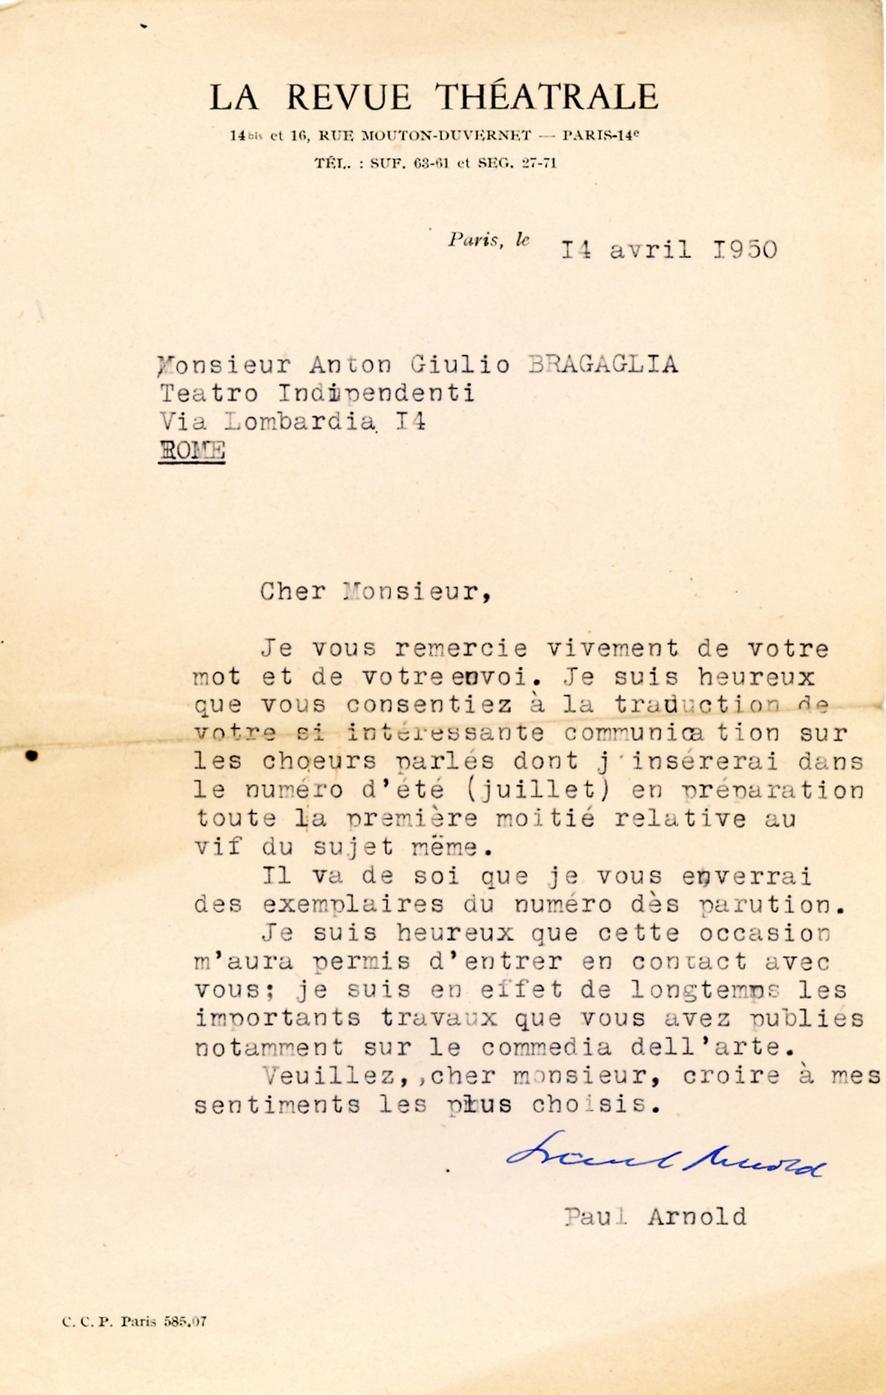 LA REVUE THÉATRALE
14bis et 16, RUE MOUTON-DUVERNET — PARIS-14e
TÉL. : SUF. 63-61 et SEG. 27-71
Paris, le I4 avril I950
Monsieur Anton Giulio BRAGAGLIA
Teatro Indipendenti
Via Lombardia, I4
ROME
Cher Monsieur,
Je vous remercie vivement de votre
mot et de votre envoi. Je suis heureux
que vous consentiez à la traduction de
votre si intéressante communica tion sur
les choeurs parlés dont j'insérerai dans
le numéro d'été (juillet) en préparation
toute la première moitié relative au
vif du sujet même.
Il va de soi que je vous enverrai
des exemplaires du numéro dès parution.
Je suis heureux que cette occasion
m'aura permis d'entrer en contact avec
vous; je suis en effet de longtemps les
importants travaux que vous avez publies
notamment sur le commedia dell'arte.
Veuillez,,cher monsieur, croire à mes
sentiments les plus choisis.
Paul Arnold
Paul Arnold
C. C. P. Paris 585.07